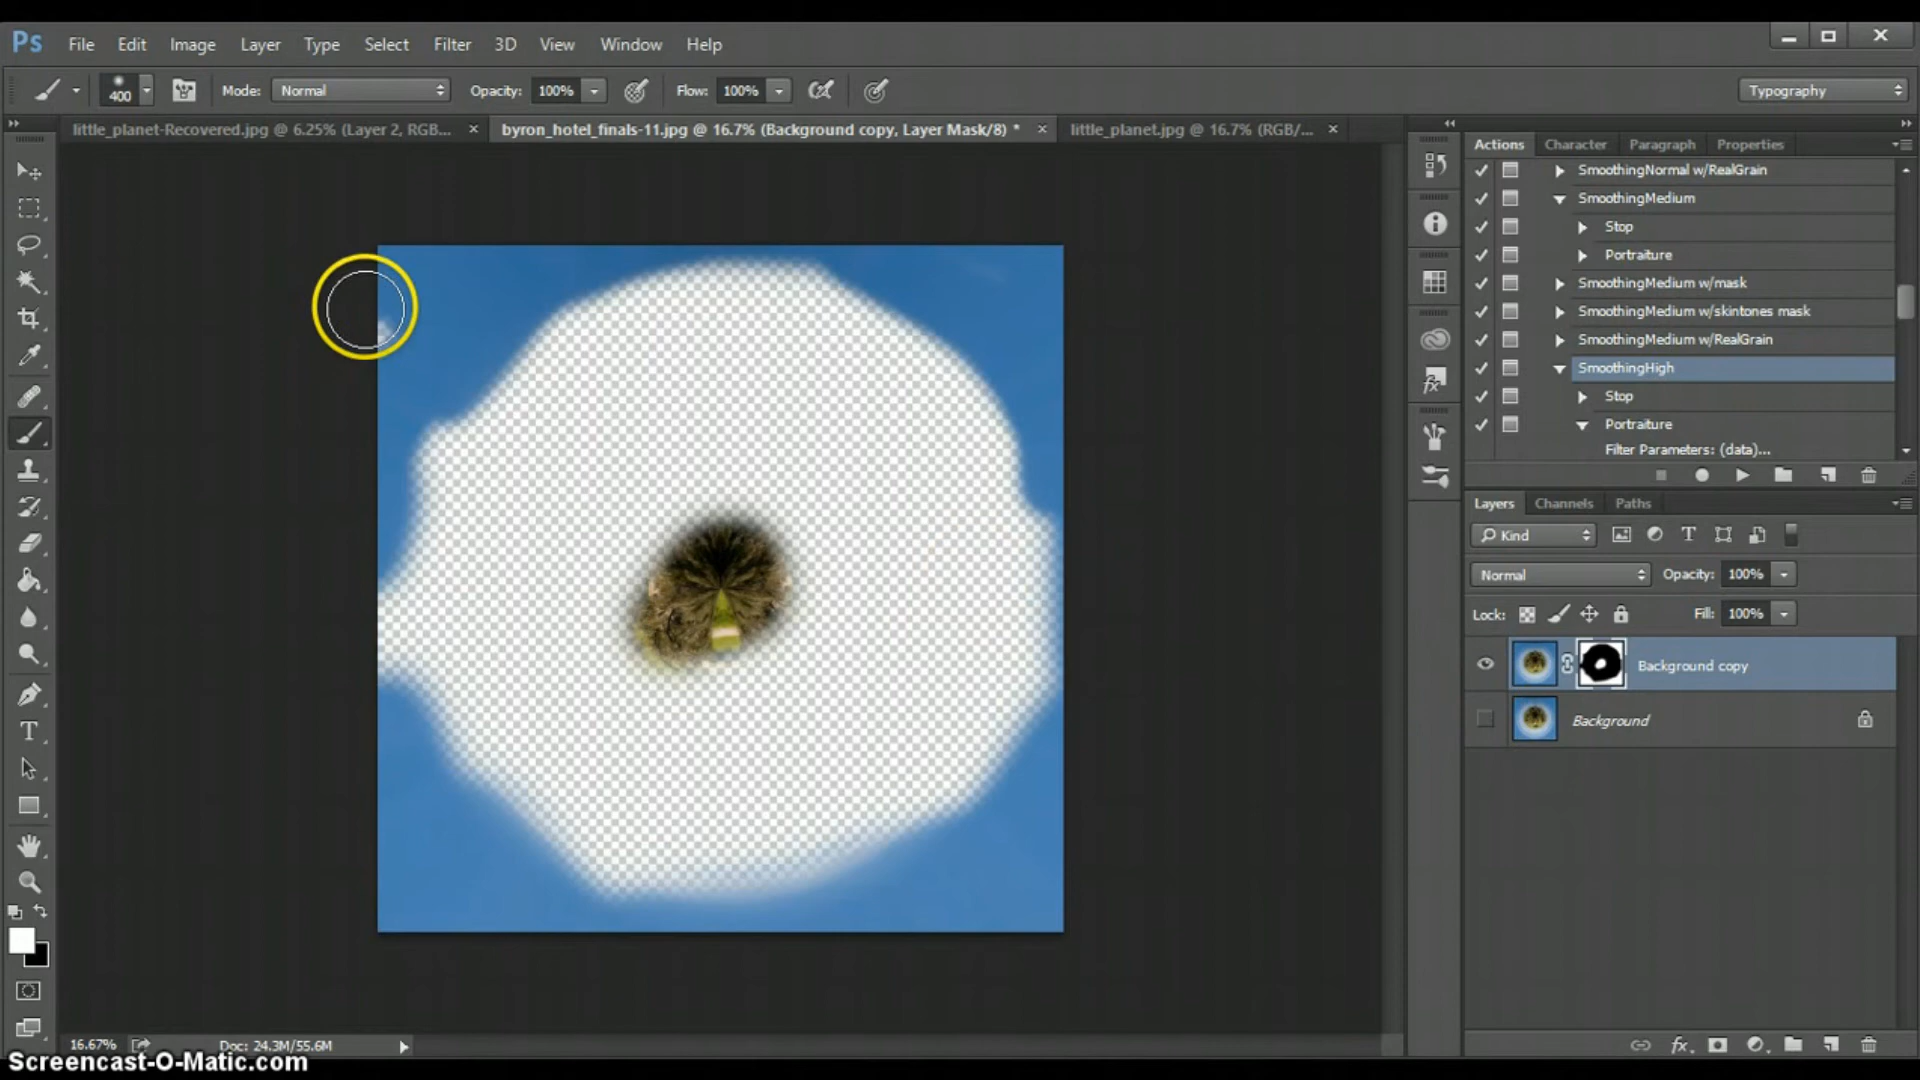 Ps File Edit Image Layer Type Select Filter 3D View Window Help
400 Mode: Normal Opacity: 100% Flow: 100% Typography
little_planet-Recovered.jpg @ 6.25% (Layer 2, RGB... × byron_hotel_finals-11.jpg @ 16.7% (Background copy, Layer Mask/8) * × little_planet.jpg @ 16.7% (RGB/... ×
Actions Character Paragraph Properties
SmoothingNormal w/RealGrain
SmoothingMedium
Stop
Portraiture
SmoothingMedium w/mask
SmoothingMedium w/skintones mask
SmoothingMedium w/RealGrain
SmoothingHigh
Stop
Portraiture
Filter Parameters: (data)...
Layers Channels Paths
Kind
Normal Opacity: 100%
Lock: Fill: 100%
Background copy
Background
16.67% Doc: 24.3M/55.6M
Screencast-O-Matic.com